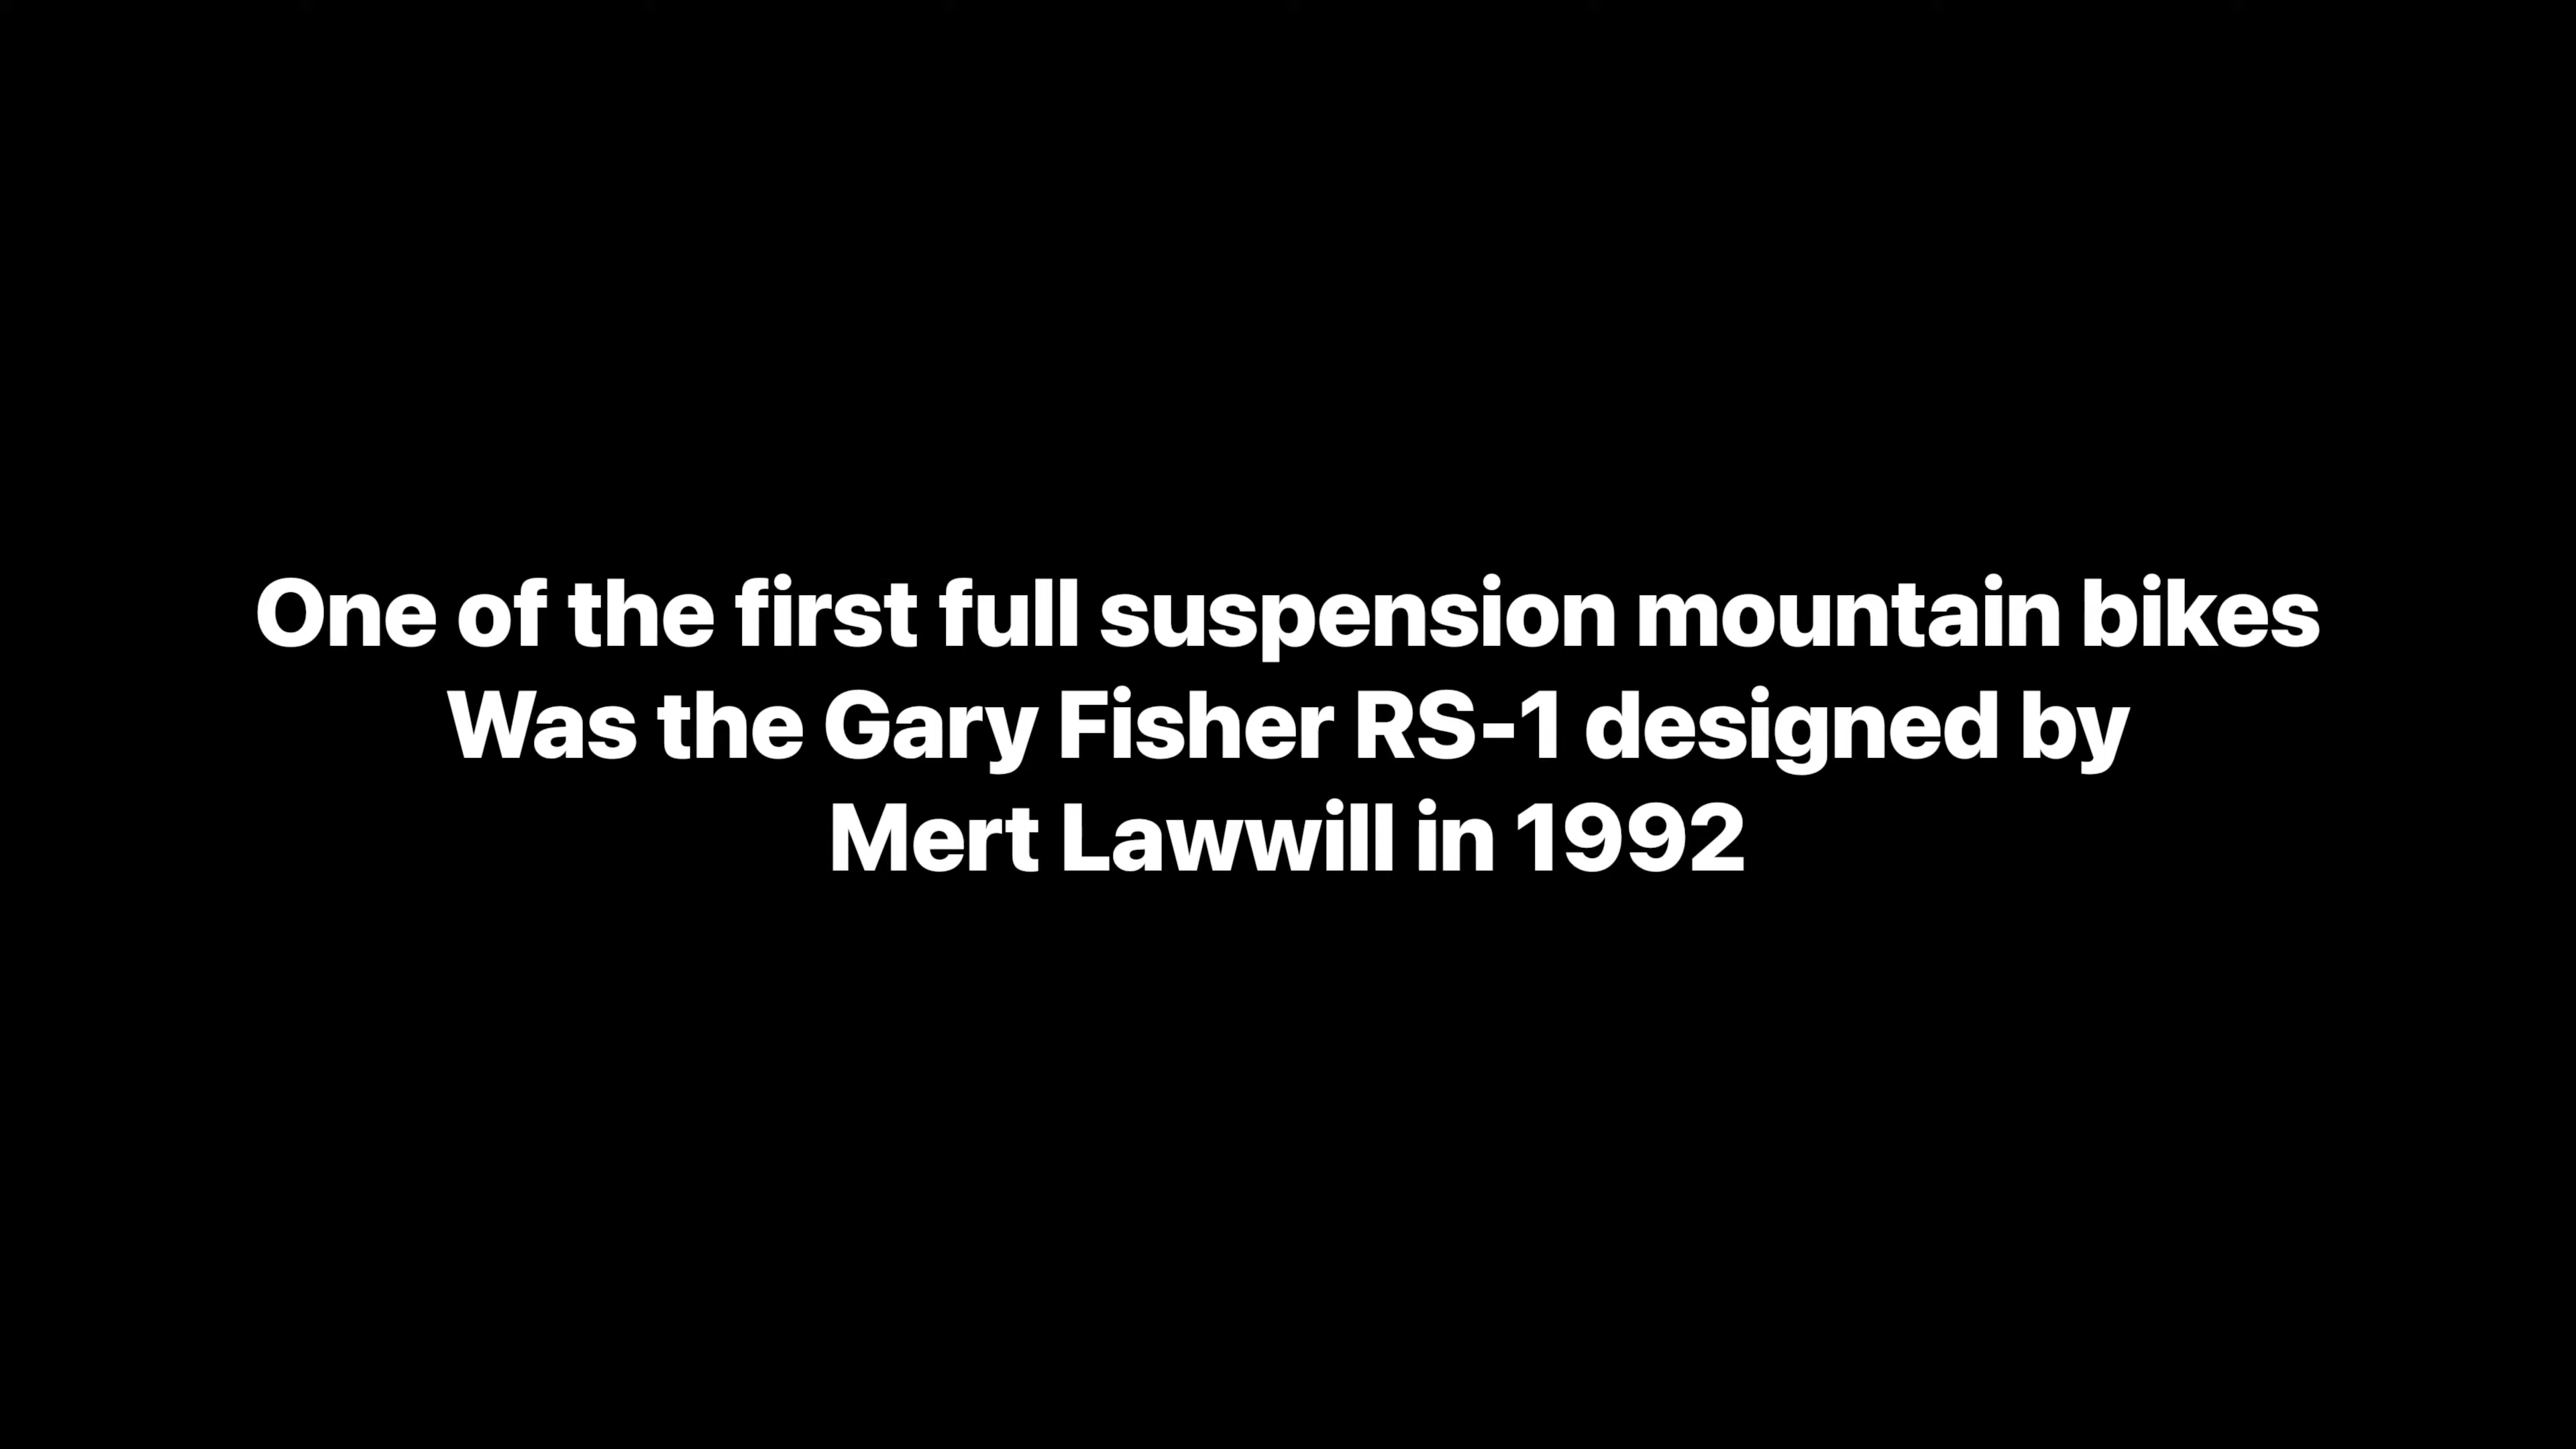 One of the first full suspension mountain bikes
Was the Gary Fisher RS-1 designed by
Mert Lawwill in 1992